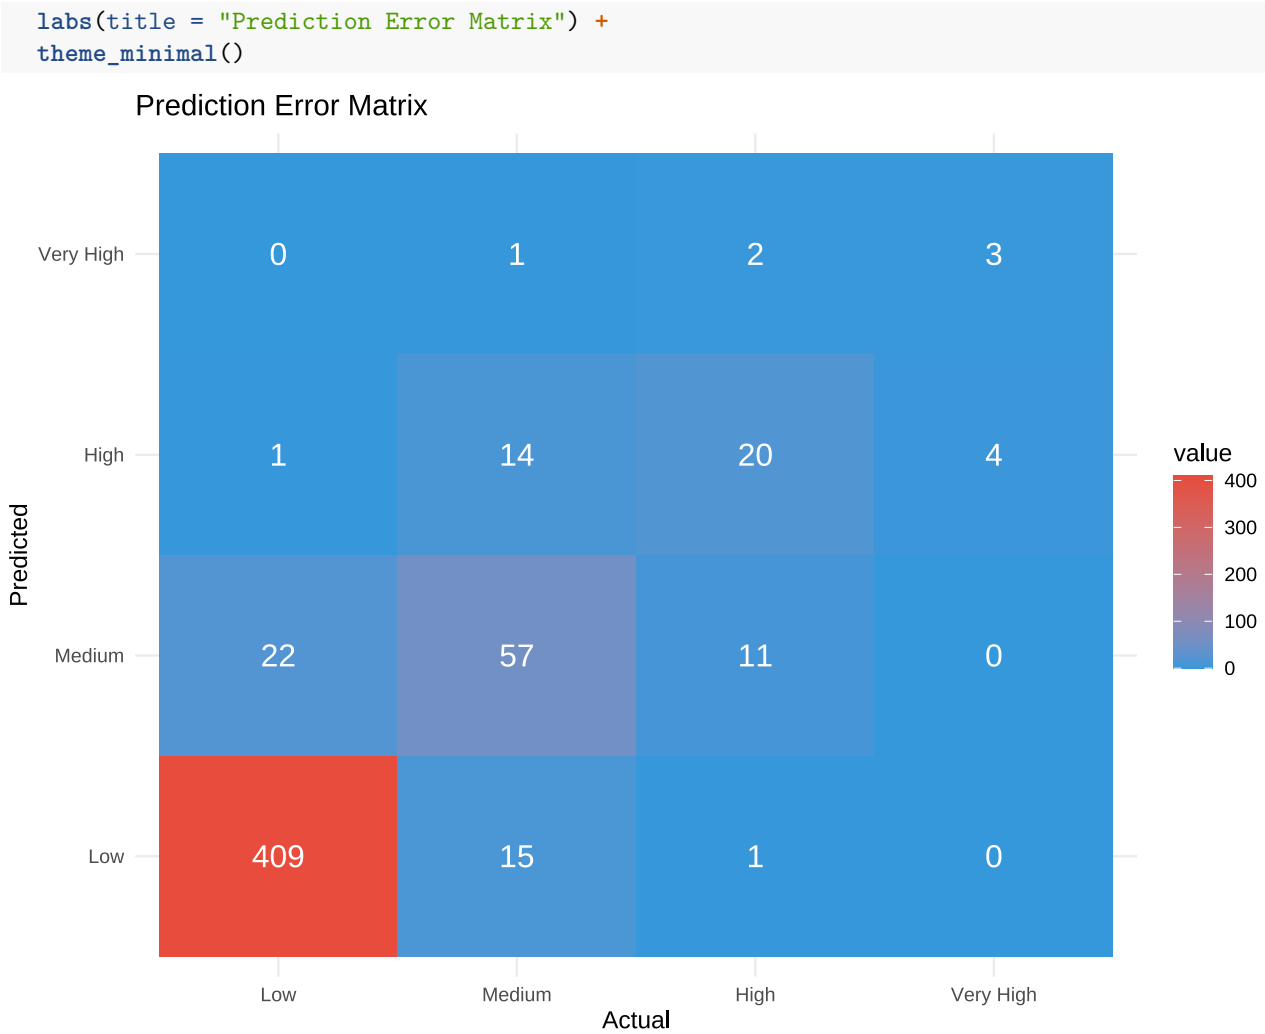 labs(title = "Prediction Error Matrix") +
theme_minimal()
Prediction Error Matrix
Very High
0
1
2
3
High
1
14
20
4
Medium
22
57
11
0
Low
409
15
1
0
Low
Medium
High
Very High
Actual
Predicted
value
400
300
200
100
0